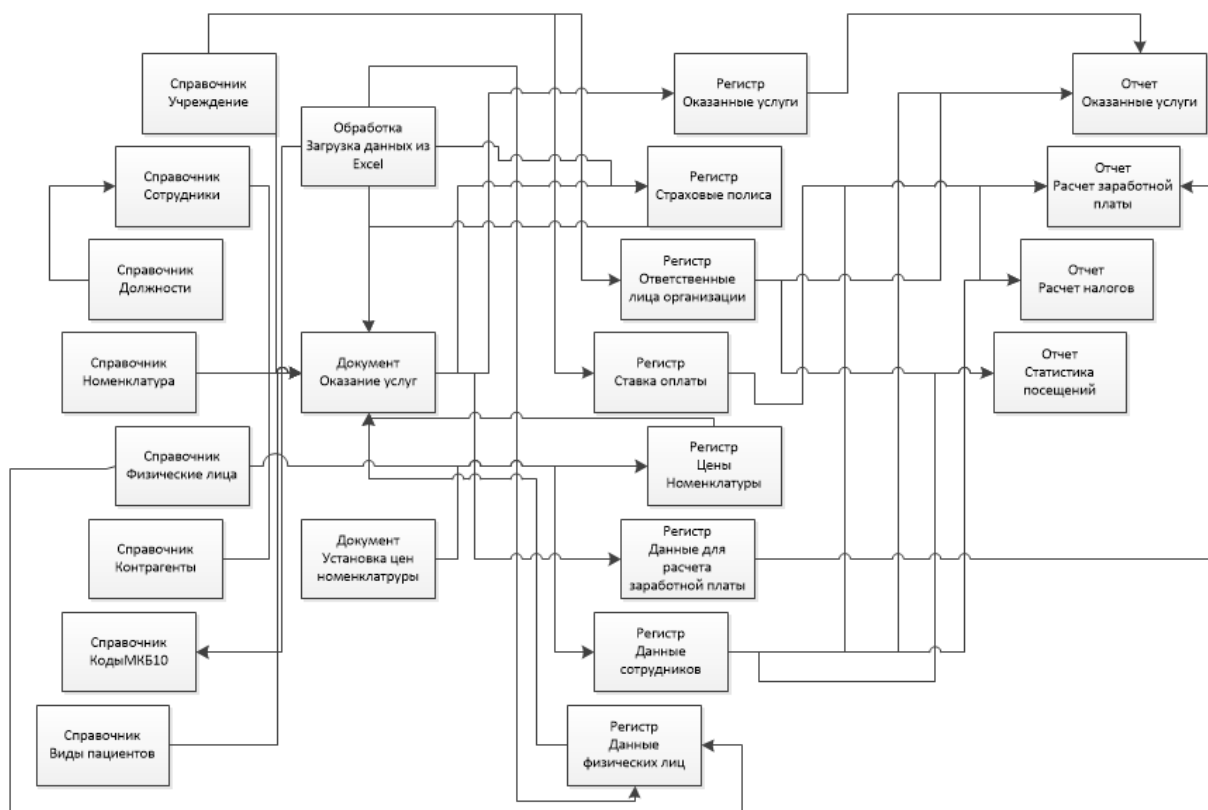 Справочник
Учреждение
Справочник
Сотрудники
Справочник
Должности
Справочник
Номенклатура
Справочник
Физические лица
Справочник
Контрагенты
Справочник
КодыМКБ10
Справочник
Виды пациентов
Обработка
Загрузка данных из
Excel
Документ
Оказание услуг
Документ
Установка цен
номенклатруры
Регистр
Оказанные услуги
Регистр
Страховые полиса
Регистр
Ответственные
лица организации
Регистр
Ставка оплаты
Регистр
Цены
Номенклатуры
Регистр
Данные для
расчета
заработной платы
Регистр
Данные
сотрудников
Регистр
Данные
физических лиц
Отчет
Оказанные услуги
Отчет
Расчет заработной
платы
Отчет
Расчет налогов
Отчет
Статистика
посещений